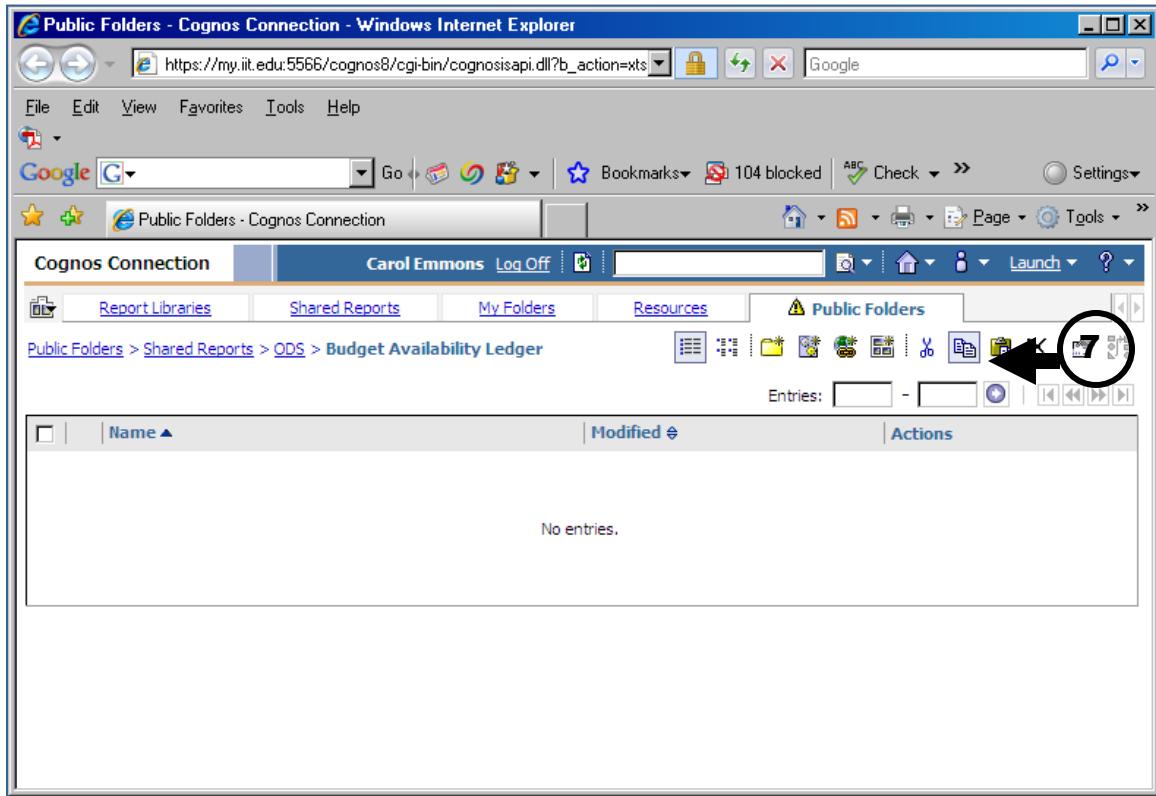 Public Folders - Cognos Connection - Windows Internet Explorer
https://my.iit.edu:5566/cognos8/cgi-bin/cognosisapi.dll?b_action=xts Google
File Edit View Favorites Tools Help
Google G Go Bookmarks 104 blocked ABC Check » Settings
Public Folders - Cognos Connection Page Tools »
Cognos Connection Carol Emmons Log Off Launch ?
Report Libraries Shared Reports My Folders Resources Public Folders
Public Folders > Shared Reports > ODS > Budget Availability Ledger 7
Entries: -
Name Modified Actions
No entries.